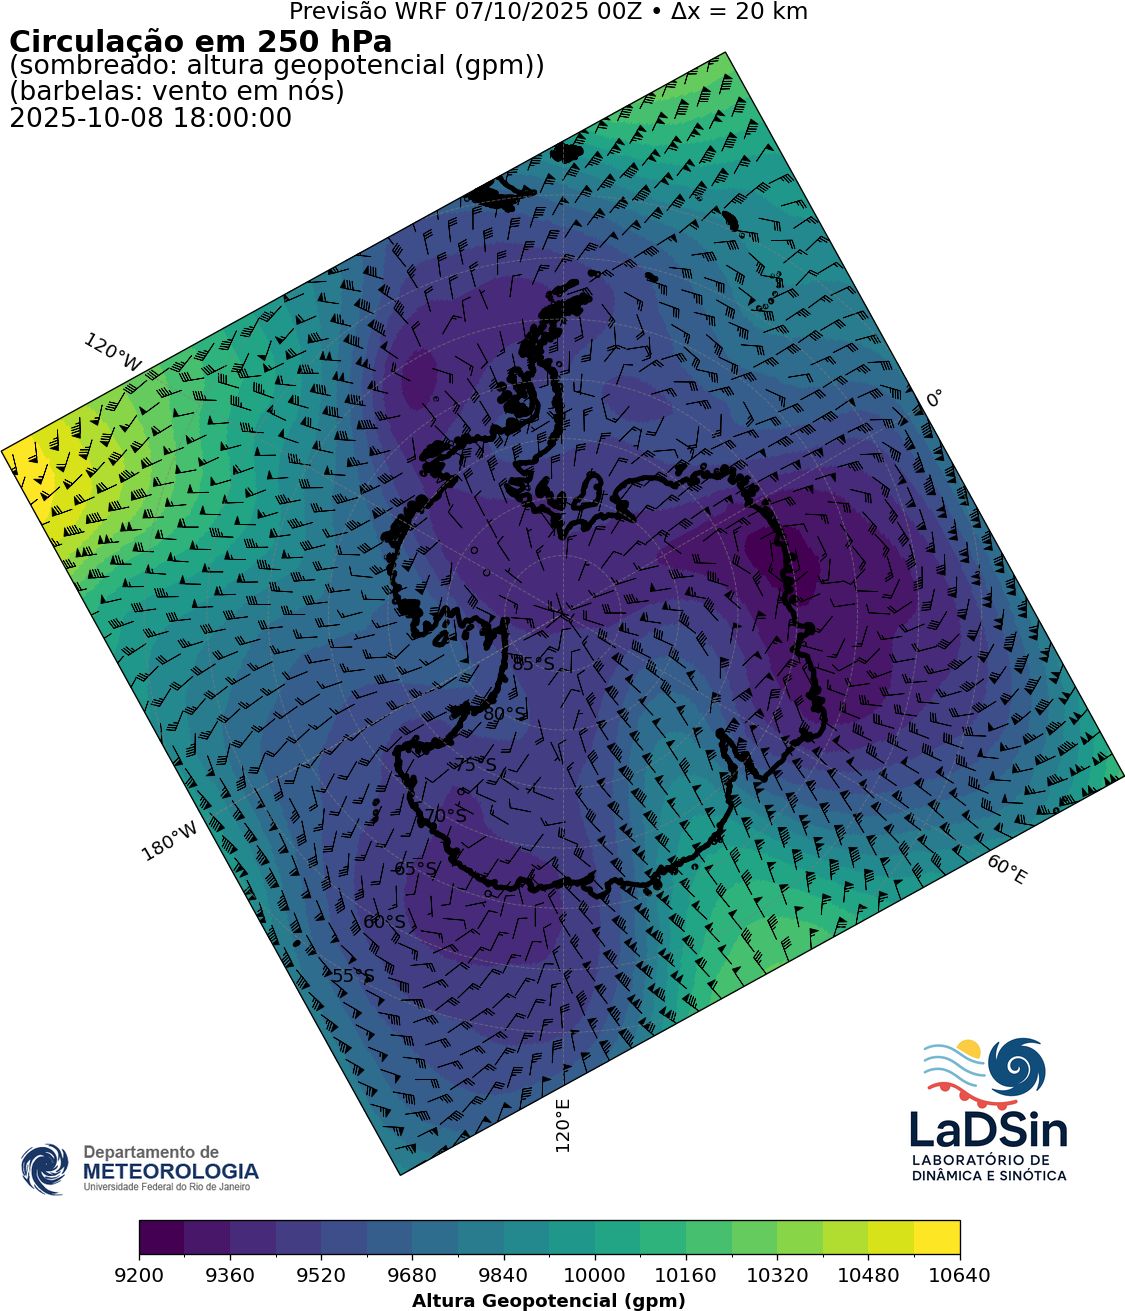 Previsão WRF 07/10/2025 00Z • Δx = 20 km
Circulação em 250 hPa
(sombreado: altura geopotencial (gpm))
(barbelas: vento em nós)
2025-10-08 18:00:00
120°W
0°
85°S
80°S
75°S
70°S
180°W
65°S
60°E
60°S
55°S
120°E
Departamento de
METEOROLOGIA
Universidade Federal do Rio de Janeiro
LaDSin
LABORATÓRIO DE
DINÂMICA E SINÓTICA
9200 9360 9520 9680 9840 10000 10160 10320 10480 10640
Altura Geopotencial (gpm)